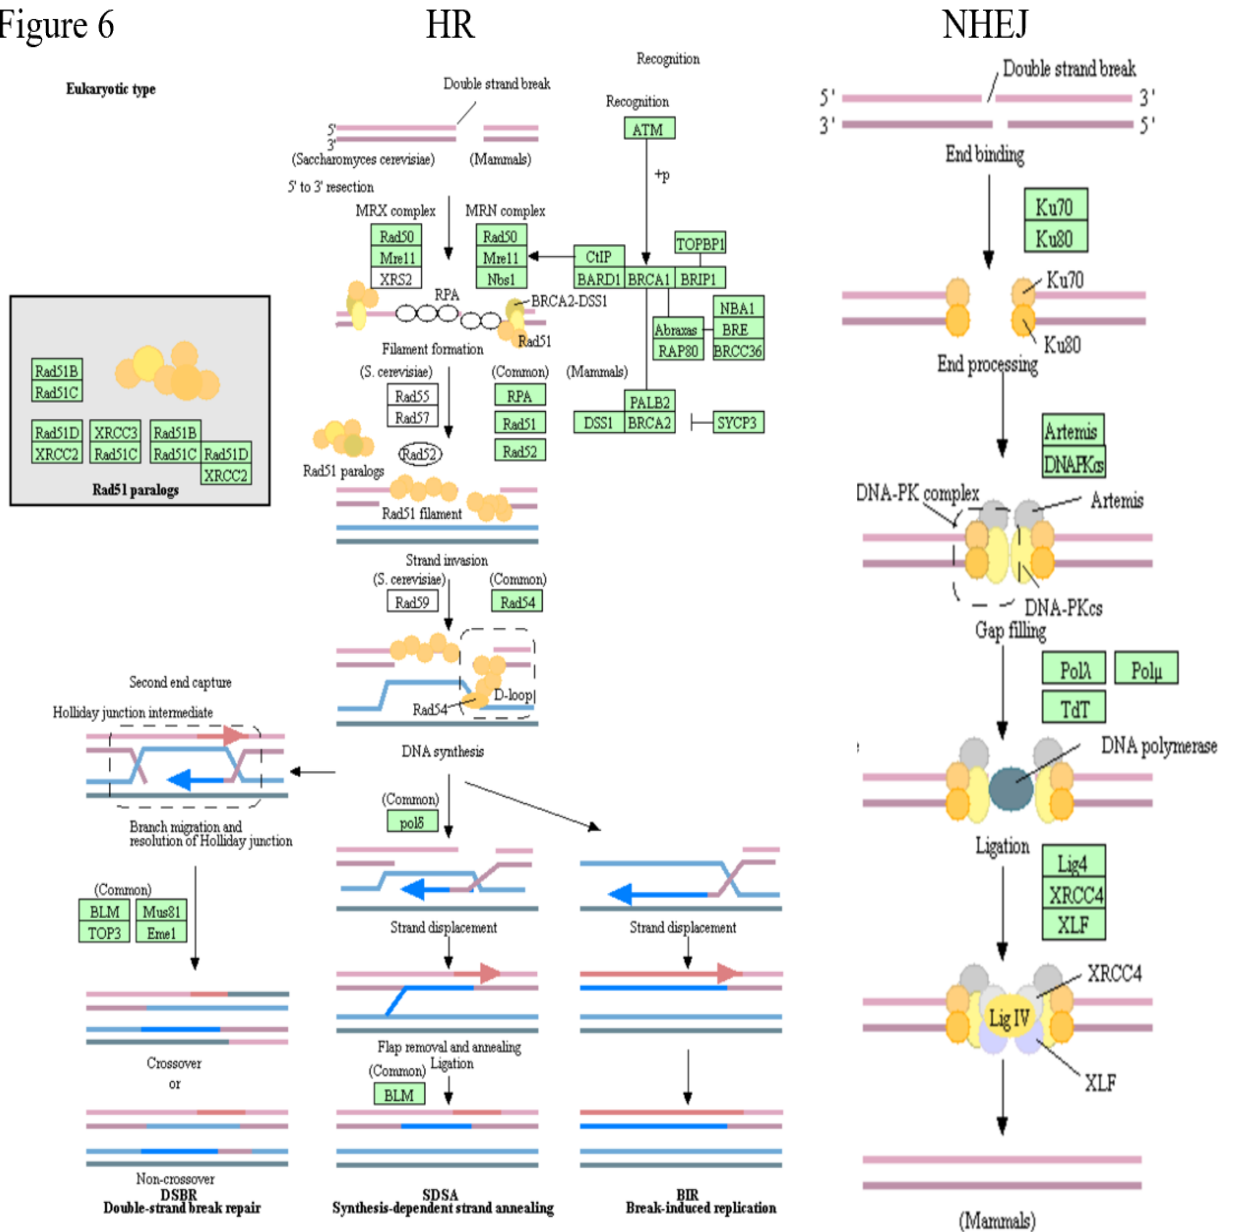 Figure 6
HR
NHEJ
Eukaryotic type
Rad51B
Rad51C
Rad51D
XRCC2
XRCC3
Rad51C
Rad51B
Rad51C
Rad51D
XRCC2
Rad51 paralogs
Double strand break
5'
3'
(Saccharomyces cerevisiae)
(Mammals)
5' to 3' resection
MRX complex
Rad50
Mre11
XRS2
MRN complex
Rad50
Mre11
Nbs1
Recognition
Recognition
ATM
+p
CtIP
TOPBP1
BARD1
BRCA1
BRIP1
Abraxas
RAP80
NBA1
BRE
BRCC36
PALB2
DSS1
BRCA2
SYCP3
RPA
BRCA2-DSS1
Rad51
Filament formation
(S. cerevisiae)
Rad55
Rad57
Rad52
(Common)
RPA
Rad51
Rad52
(Mammals)
Rad51 paralogs
Rad51 filament
Strand invasion
(S. cerevisiae)
Rad59
(Common)
Rad54
Rad54
D-loop
DNA synthesis
Second end capture
Holliday junction intermediate
Branch migration and
resolution of Holliday junction
(Common)
BLM
TOP3
Mus81
Eme1
Crossover
or
Non-crossover
DSBR
Double-strand break repair
(Common)
polδ
Strand displacement
Flap removal and annealing
Ligation
(Common)
BLM
SDSA
Synthesis-dependent strand annealing
Strand displacement
BIR
Break-induced replication
Double strand break
5'
3'
3'
5'
End binding
Ku70
Ku80
Ku70
Ku80
End processing
Artemis
DNAPKcs
DNA-PK complex
Artemis
DNA-PKcs
Gap filling
Polλ
Polμ
TdT
DNA polymerase
Ligation
Lig4
XRCC4
XLF
XRCC4
Lig IV
XLF
(Mammals)